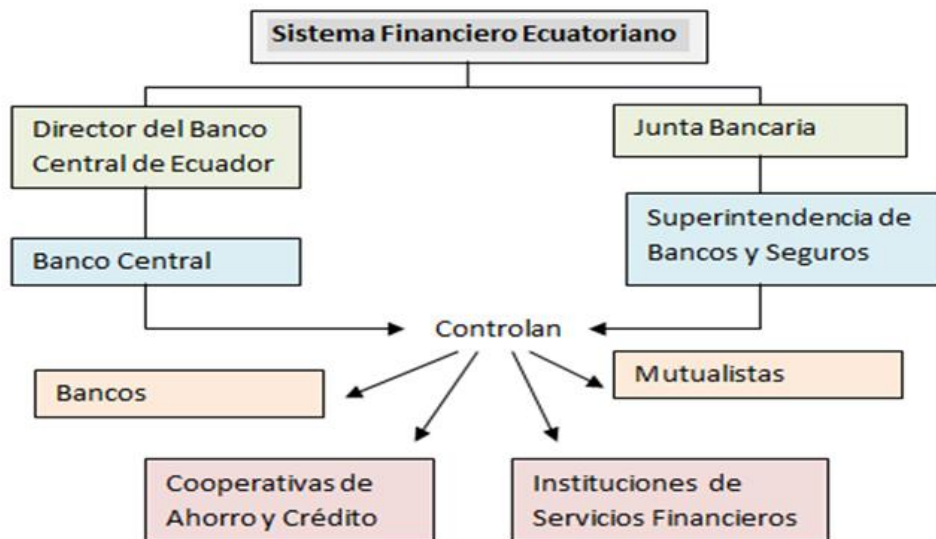 Sistema Financiero Ecuatoriano
Director del Banco
Central de Ecuador
Junta Bancaria
Banco Central
Superintendencia de
Bancos y Seguros
Controlan
Bancos
Mutualistas
Cooperativas de
Ahorro y Crédito
Instituciones de
Servicios Financieros